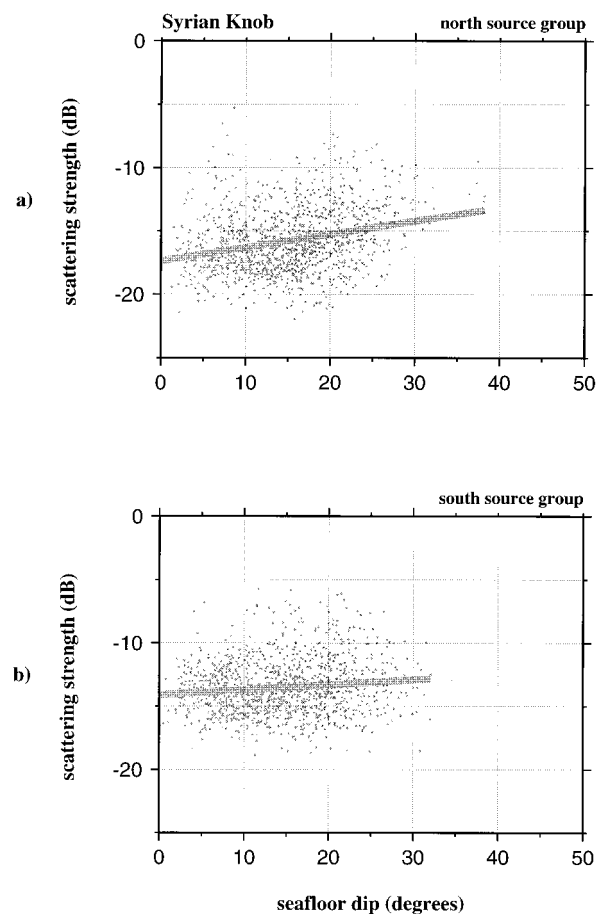 Syrian Knob north source group
0
-10
-20
scattering strength (dB)
a)
0 10 20 30 40 50
south source group
0
-10
-20
scattering strength (dB)
b)
0 10 20 30 40 50
seafloor dip (degrees)